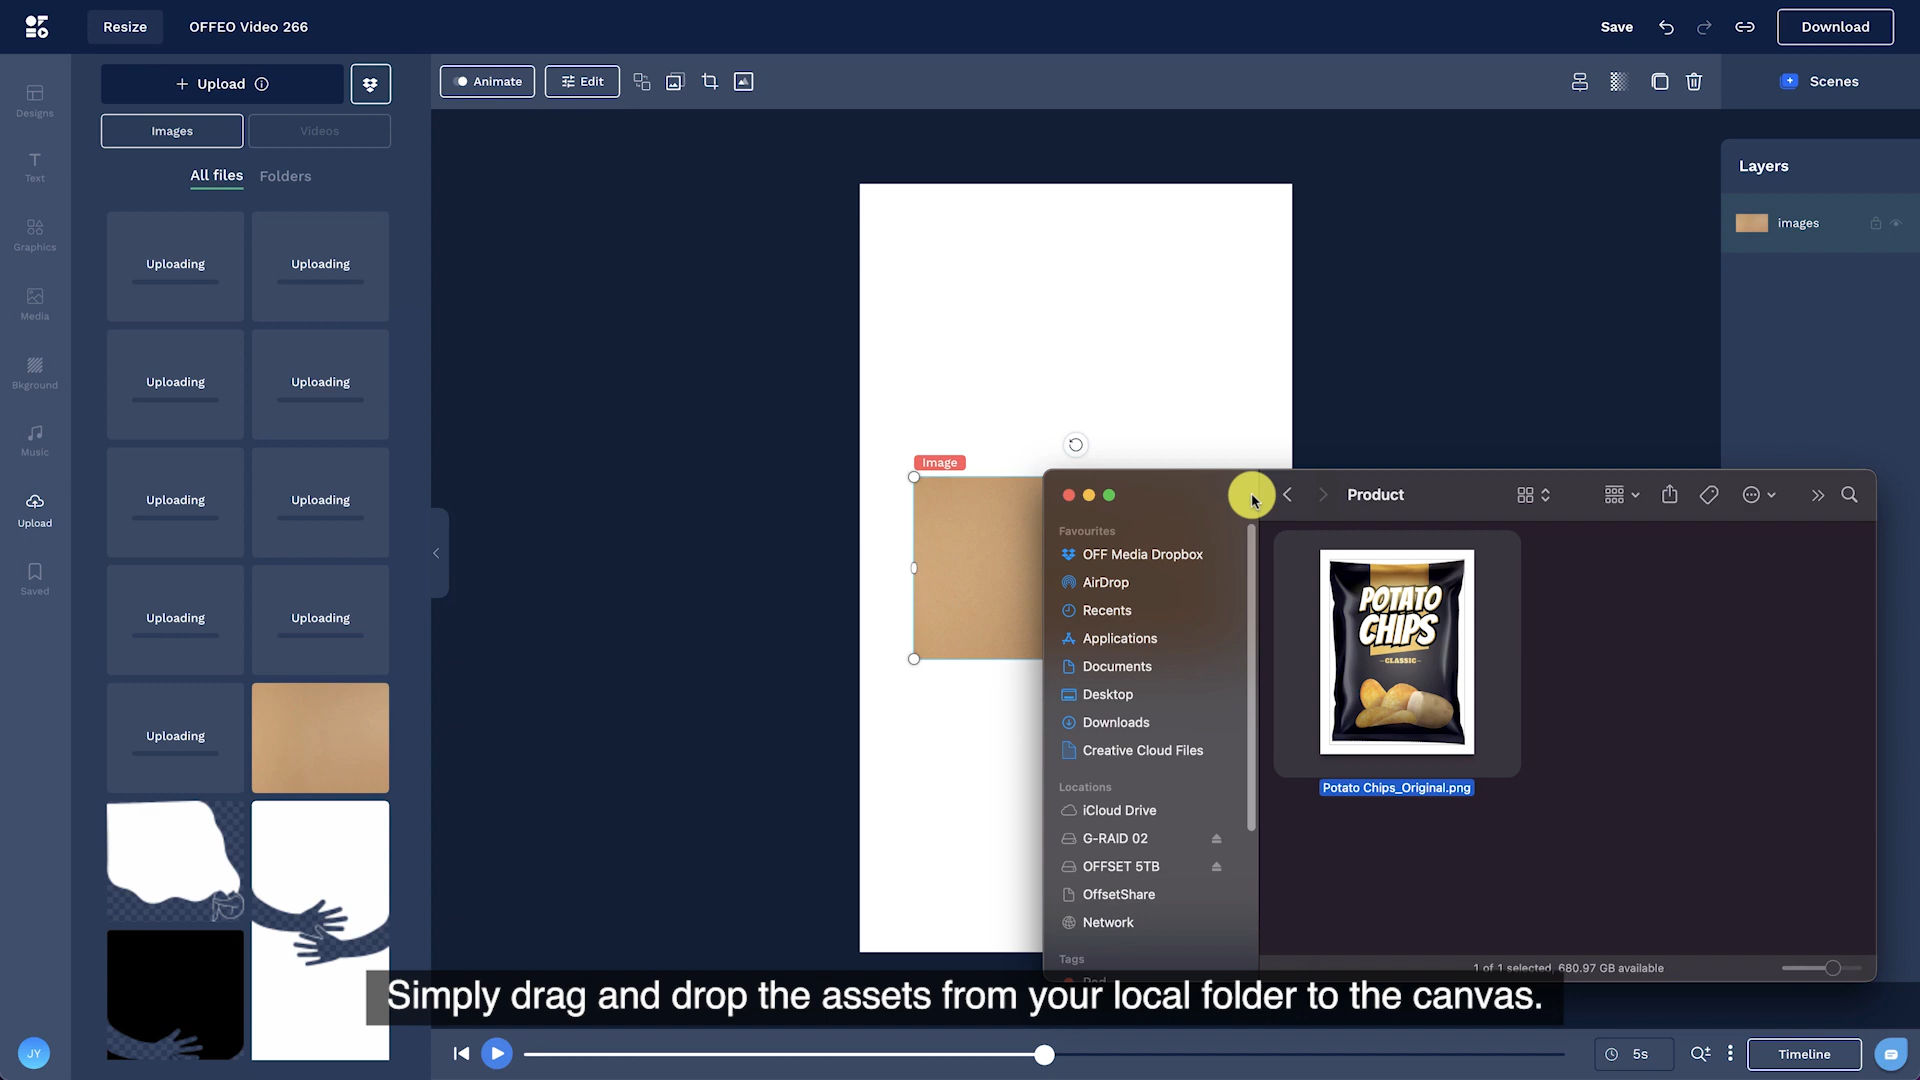 Resize
OFFEO Video 266
Save
Download
Designs
Text
Graphics
Media
Bkground
Music
Upload
Saved
JY
+ Upload
Images
Videos
All files
Folders
Uploading
Uploading
Uploading
Uploading
Uploading
Uploading
Uploading
Uploading
Uploading
Animate
Edit
Scenes
Layers
images
Image
Product
Favourites
OFF Media Dropbox
AirDrop
Recents
Applications
Documents
Desktop
Downloads
Creative Cloud Files
Locations
iCloud Drive
G-RAID 02
OFFSET 5TB
OffsetShare
Network
Tags
POTATO
CHIPS
-CLASSIC-
Potato Chips_Original.png
1 of 1 selected, 680.97 GB available
Simply drag and drop the assets from your local folder to the canvas.
5s
Timeline